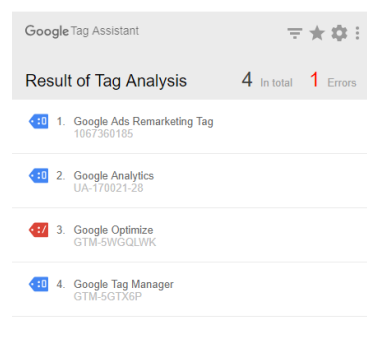 Google Tag Assistant
Result of Tag Analysis 4 In total 1 Errors
1. Google Ads Remarketing Tag
1067360185
2. Google Analytics
UA-170021-28
3. Google Optimize
GTM-5WGQLWK
4. Google Tag Manager
GTM-5GTX6P